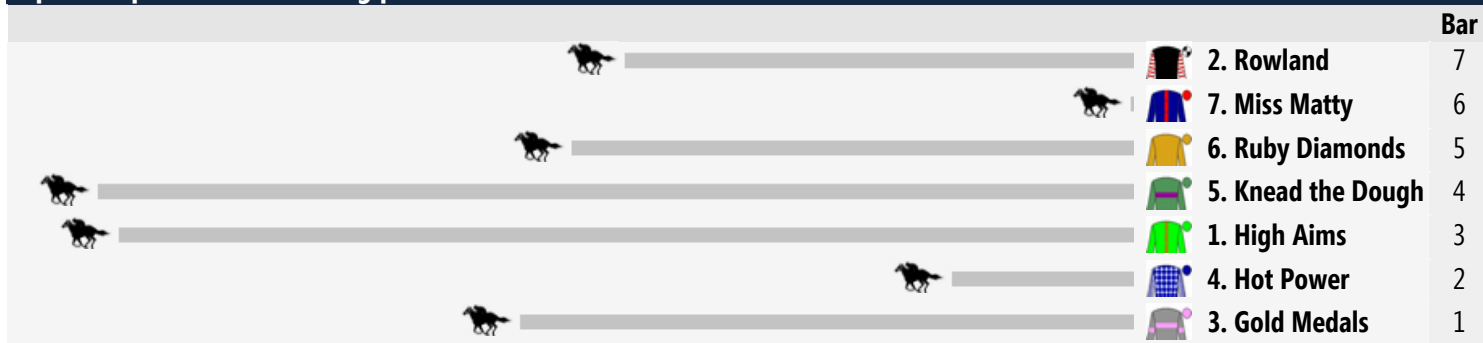 Bar
2. Rowland 7
7. Miss Matty 6
6. Ruby Diamonds 5
5. Knead the Dough 4
1. High Aims 3
4. Hot Power 2
3. Gold Medals 1